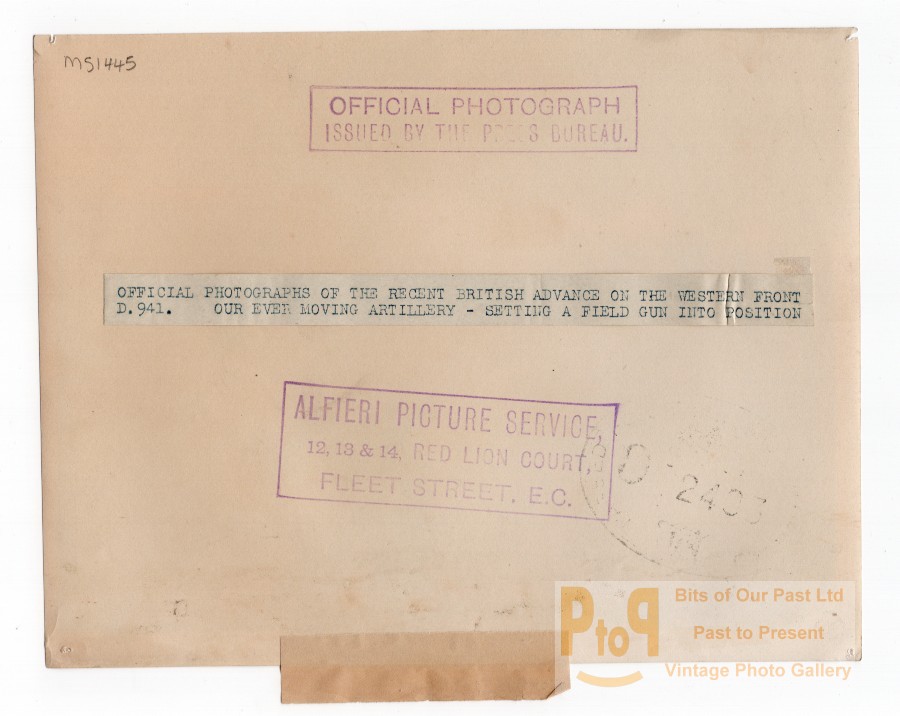 MS1445
OFFICIAL PHOTOGRAPH
ISSUED BY THE PRESS BUREAU.
OFFICIAL PHOTOGRAPHS OF THE RECENT BRITISH ADVANCE ON THE WESTERN FRONT
D.941. OUR EVER MOVING ARTILLERY - SETTING A FIELD GUN INTO POSITION
ALFIERI PICTURE SERVICE,
12, 13 & 14, RED LION COURT,
FLEET STREET. E.C.
PtoP
Bits of Our Past Ltd
Past to Present
Vintage Photo Gallery